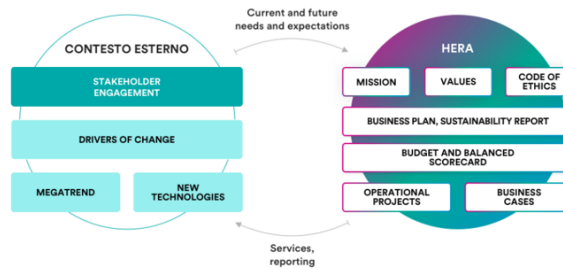 Current and future
needs and expectations
CONTESTO ESTERNO
STAKEHOLDER
ENGAGEMENT
DRIVERS OF CHANGE
MEGATREND
NEW
TECHNOLOGIES
HERA
MISSION
VALUES
CODE OF
ETHICS
BUSINESS PLAN, SUSTAINABILITY REPORT
BUDGET AND BALANCED
SCORECARD
OPERATIONAL
PROJECTS
BUSINESS
CASES
Services,
reporting